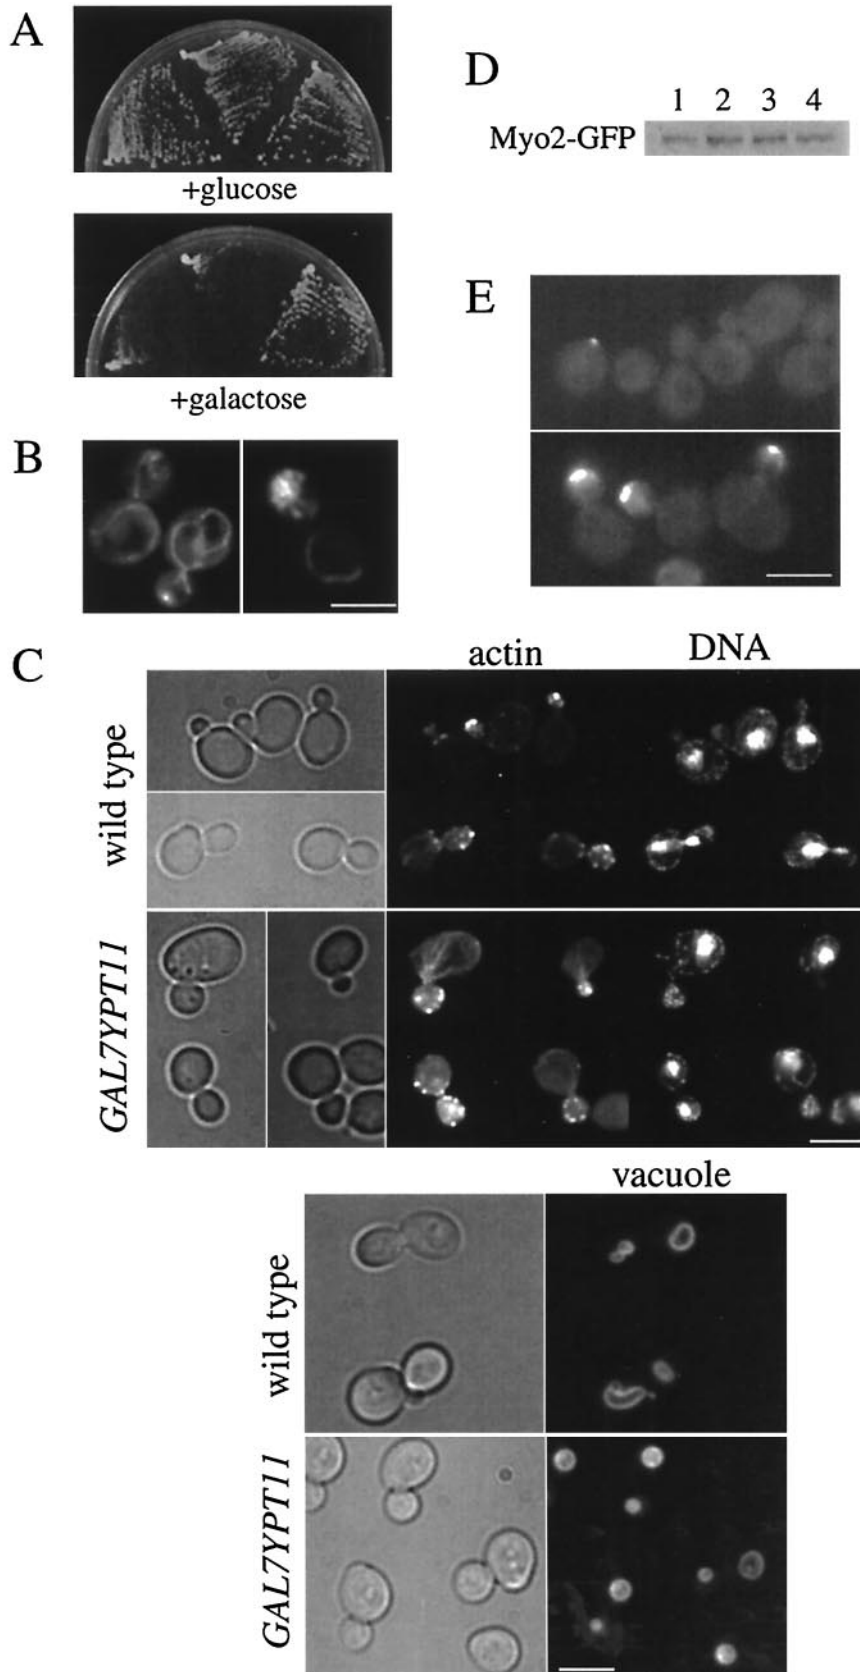 A
+glucose
+galactose
B
D
1 2 3 4
Myo2-GFP
E
C
actin DNA
wild type
GAL7YPT11
vacuole
wild type
GAL7YPT11